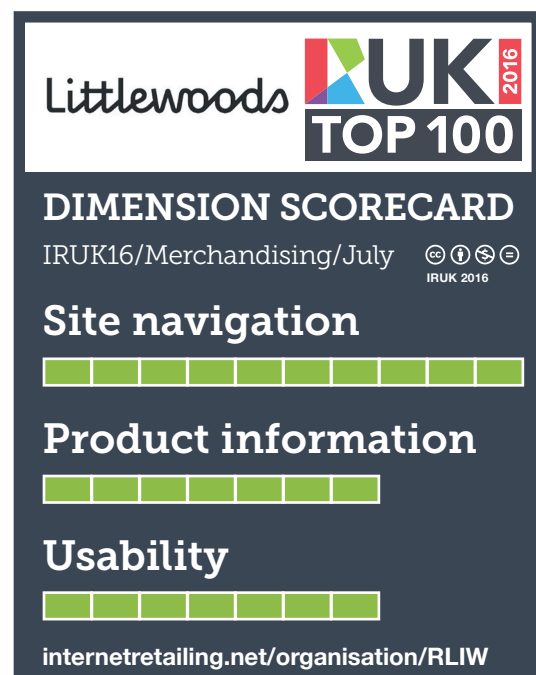 Littlewoods
IRUK 2016
TOP 100
DIMENSION SCORECARD
IRUK16/Merchandising/July
cc $ =
IRUK 2016
Site navigation
Product information
Usability
internetretailing.net/organisation/RLIW